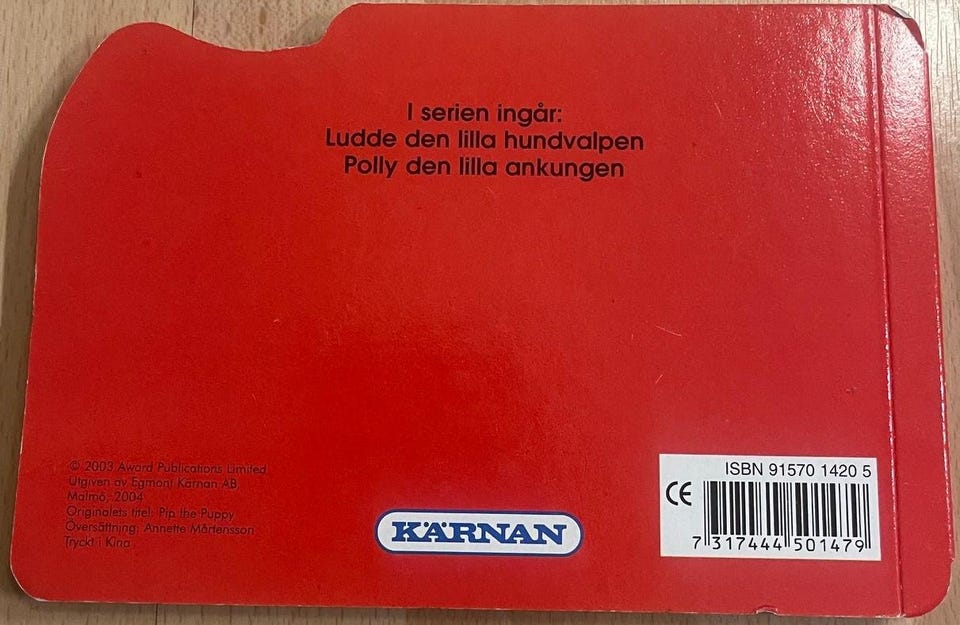 I serien ingår:
Ludde den lilla hundvalpen
Polly den lilla ankungen
© 2003 Award Publications Limited
Utgiven av Egmont Kärnan AB,
Malmö, 2004
Originalets titel: Pip the Puppy
Översättning: Annette Mårtensson
Tryckt i Kina
KÄRNAN
ISBN 91570 1420 5
CE
7 317444 501479